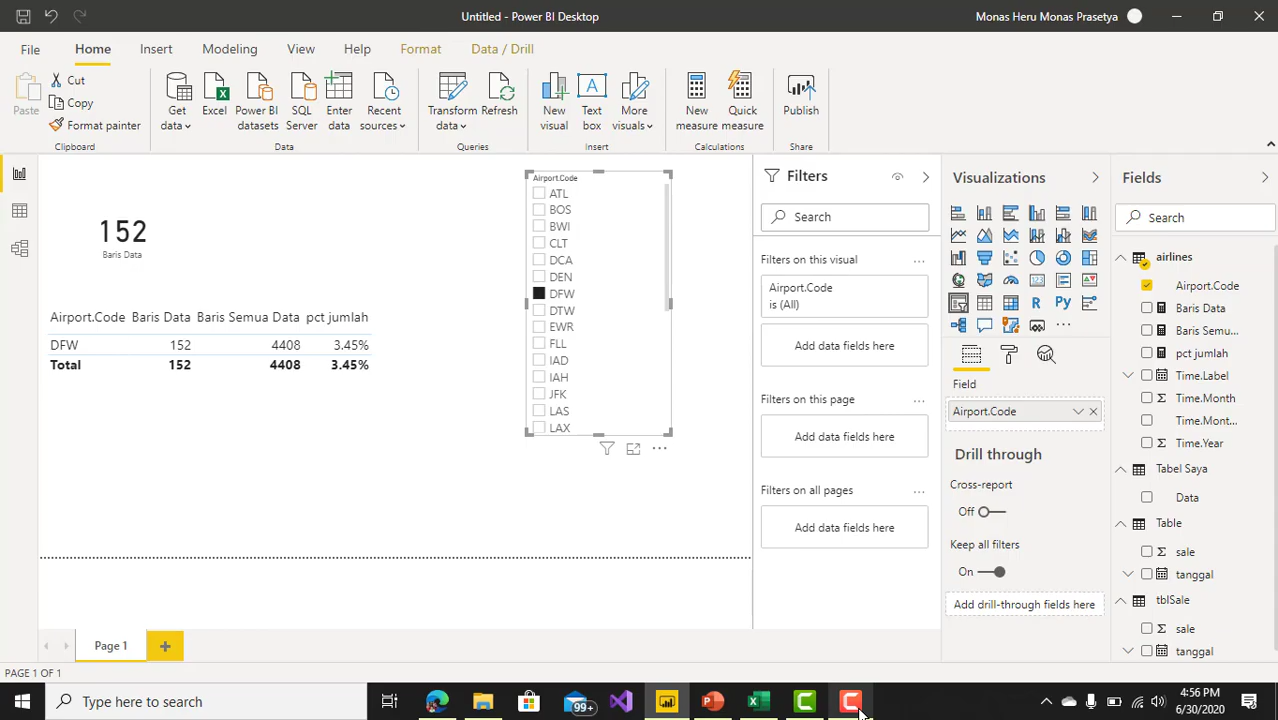 Untitled - Power BI Desktop
Monas Heru Monas Prasetya
File
Home
Insert
Modeling
View
Help
Format
Data / Drill
Paste
Cut
Copy
Format painter
Clipboard
Get data
Excel
Power BI datasets
SQL Server
Enter data
Recent sources
Data
Transform data
Refresh
Queries
New visual
Text box
More visuals
Insert
New measure
Quick measure
Calculations
Publish
Share
152
Baris Data
Airport.Code Baris Data Baris Semua Data pct jumlah
DFW 152 4408 3.45%
Total 152 4408 3.45%
Airport.Code
ATL
BOS
BWI
CLT
DCA
DEN
DFW
DTW
EWR
FLL
IAD
IAH
JFK
LAS
LAX
Filters
Search
Filters on this visual
Airport.Code
is (All)
Add data fields here
Filters on this page
Add data fields here
Filters on all pages
Add data fields here
Visualizations
R
Py
Field
Airport.Code
Drill through
Cross-report
Off
Keep all filters
On
Add drill-through fields here
Fields
Search
airlines
Airport.Code
Baris Data
Baris Semu...
pct jumlah
Time.Label
Time.Month
Time.Mont...
Time.Year
Tabel Saya
Data
Table
sale
tanggal
tblSale
sale
tanggal
Page 1
PAGE 1 OF 1
Type here to search
99+
4:56 PM
6/30/2020